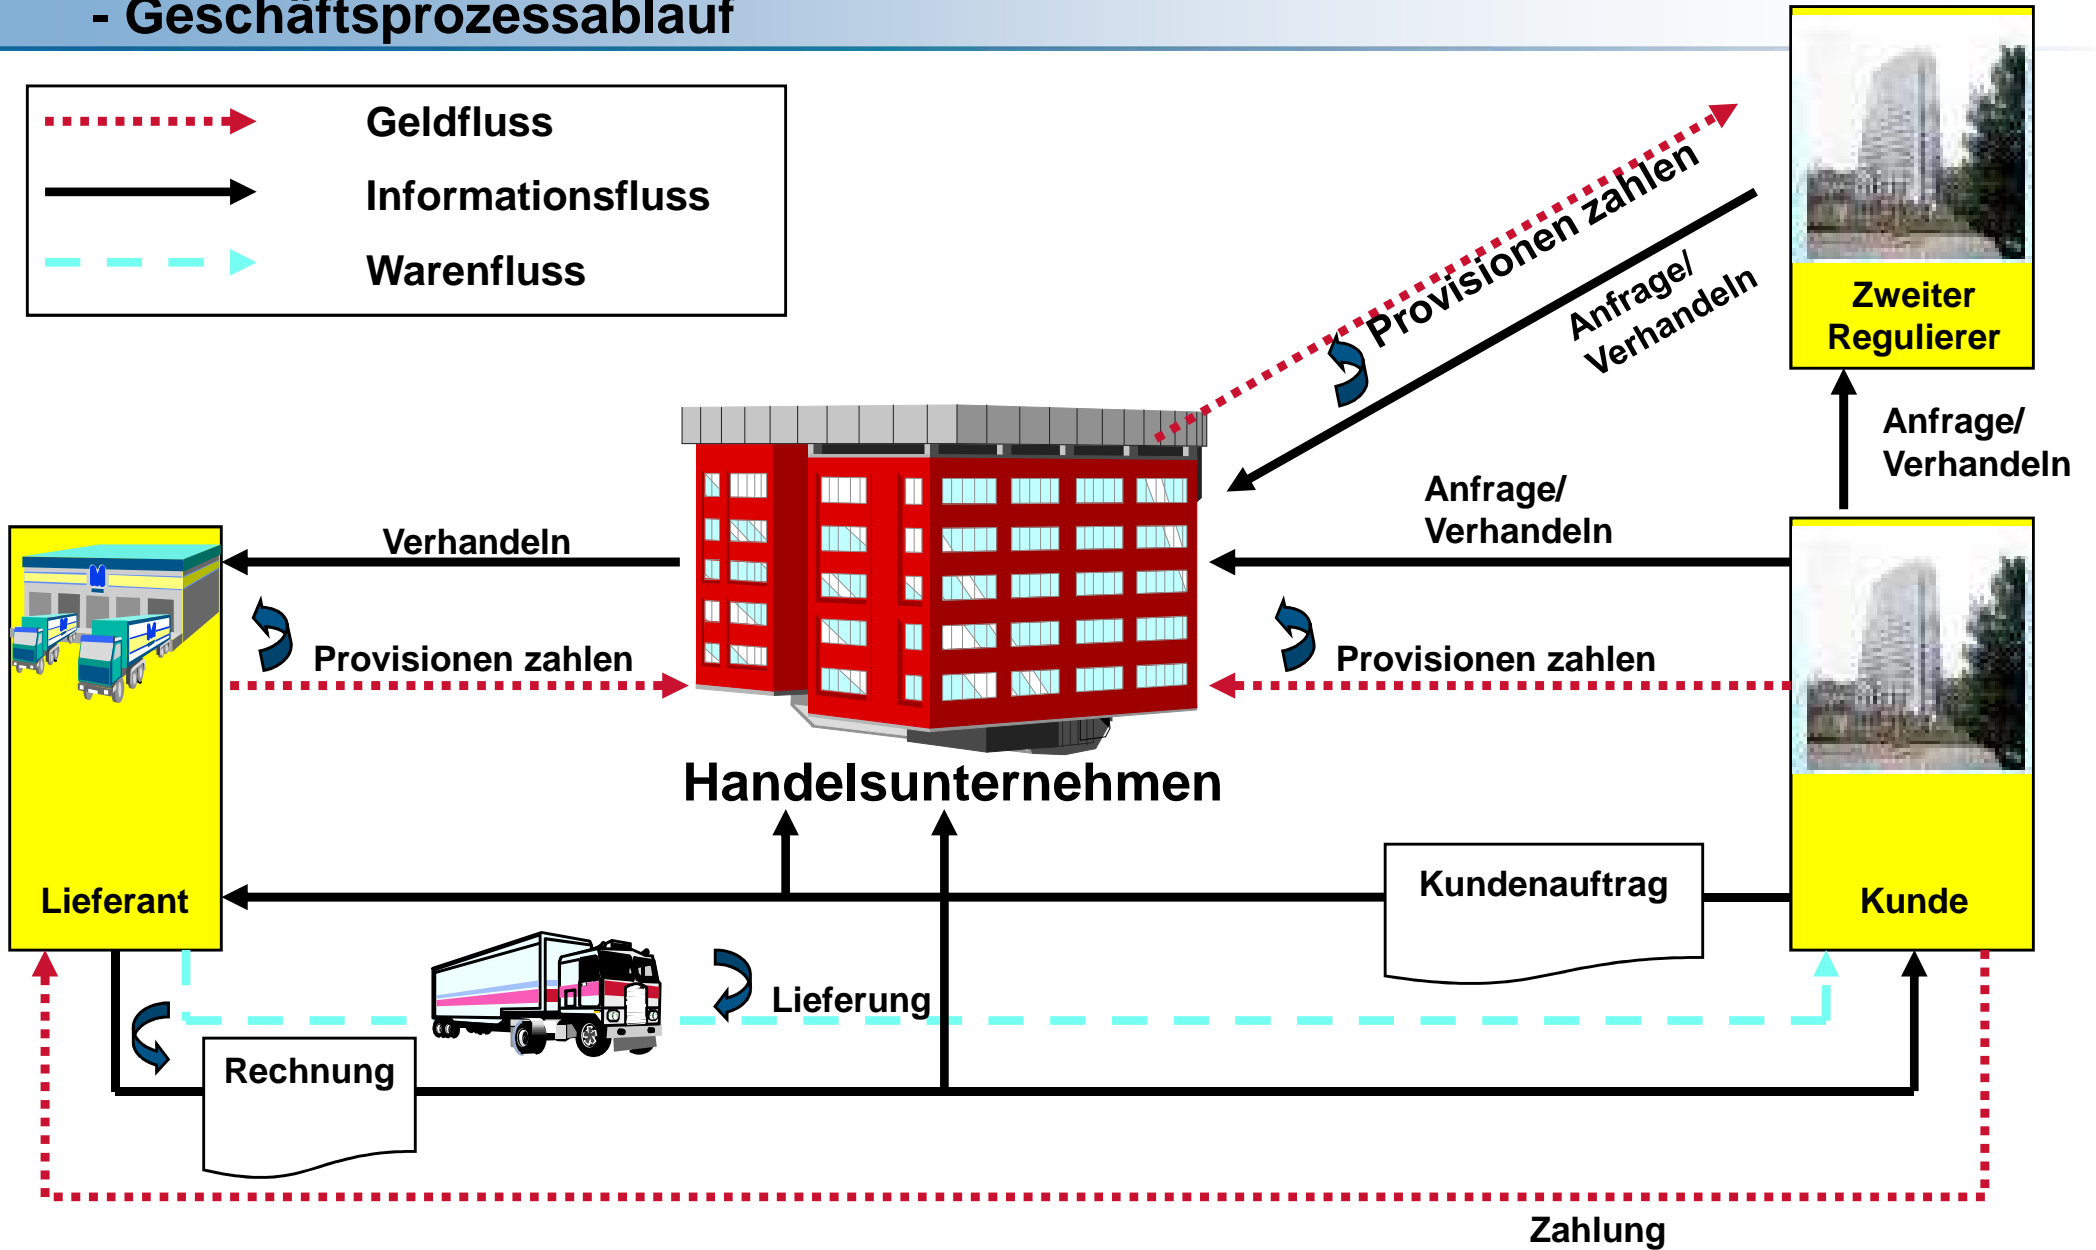 - Geschäftsprozessablauf
Geldfluss
Informationsfluss
Warenfluss
Provisionen zahlen
Anfrage/
Verhandeln
Zweiter
Regulierer
Anfrage/
Verhandeln
Anfrage/
Verhandeln
Verhandeln
Provisionen zahlen
Provisionen zahlen
Handelsunternehmen
Kundenauftrag
Lieferant
Kunde
Lieferung
Rechnung
Zahlung